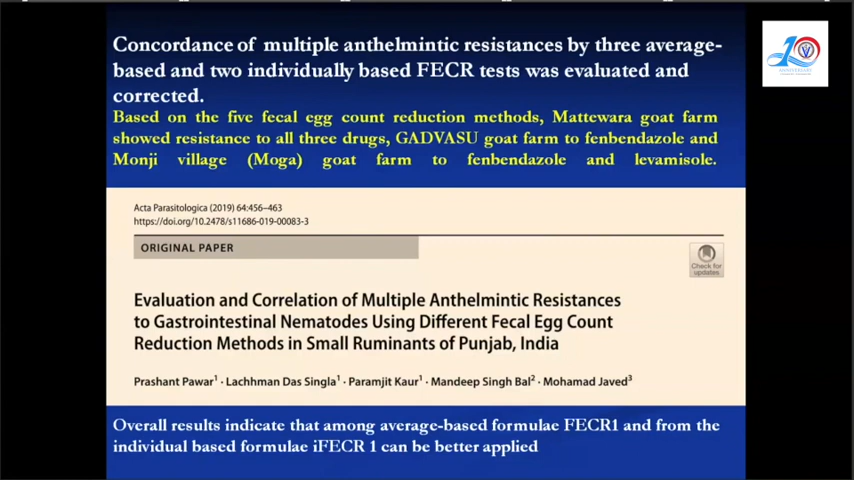 Concordance of multiple anthelmintic resistances by three average-
based and two individually based FECR tests was evaluated and
corrected.
Based on the five fecal egg count reduction methods, Mattewara goat farm
showed resistance to all three drugs, GADVASU goat farm to fenbendazole and
Monji village (Moga) goat farm to fenbendazole and levamisole.
Acta Parasitologica (2019) 64:456–463
https://doi.org/10.2478/s11686-019-00083-3
ORIGINAL PAPER
Check for
updates
Evaluation and Correlation of Multiple Anthelmintic Resistances
to Gastrointestinal Nematodes Using Different Fecal Egg Count
Reduction Methods in Small Ruminants of Punjab, India
Prashant Pawar1 · Lachhman Das Singla1 · Paramjit Kaur1 · Mandeep Singh Bal2 · Mohamad Javed3
Overall results indicate that among average-based formulae FECR1 and from the
individual based formulae iFECR 1 can be better applied